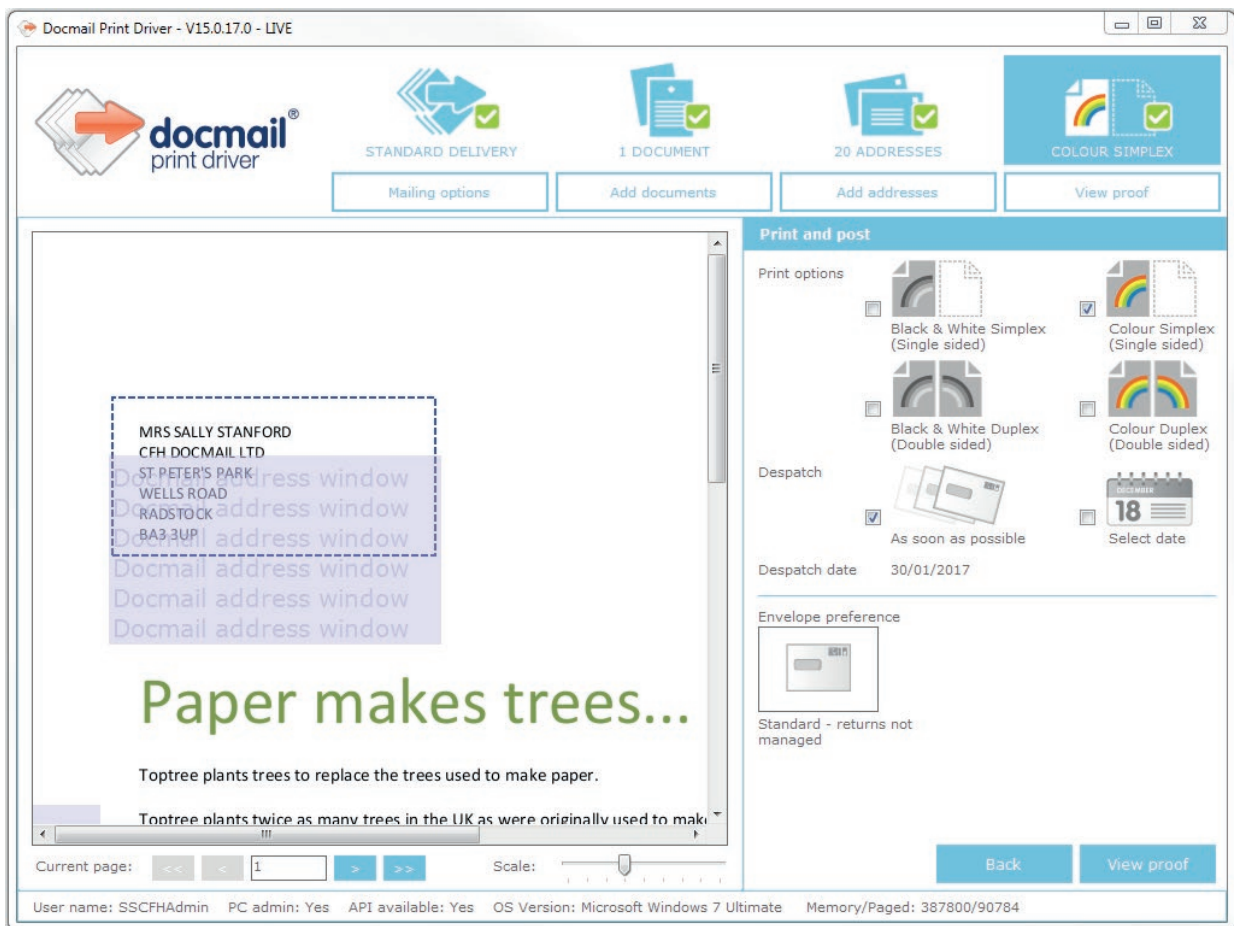 Docmail Print Driver - V15.0.17.0 - LIVE
docmail®
print driver
STANDARD DELIVERY
1 DOCUMENT
20 ADDRESSES
COLOUR SIMPLEX
Mailing options
Add documents
Add addresses
View proof
MRS SALLY STANFORD
CFH DOCMAIL LTD
ST PETER'S PARK
WELLS ROAD
RADSTOCK
BA3 3UP
Docmail address window
Docmail address window
Docmail address window
Docmail address window
Docmail address window
Docmail address window
Paper makes trees...
Toptree plants trees to replace the trees used to make paper.
Toptree plants twice as many trees in the UK as were originally used to mak
Current page:
<<
<
1
>
>>
Scale:
Print and post
Print options
Black & White Simplex
(Single sided)
Colour Simplex
(Single sided)
Black & White Duplex
(Double sided)
Colour Duplex
(Double sided)
Despatch
As soon as possible
DECEMBER
18
Select date
Despatch date 30/01/2017
Envelope preference
Standard - returns not
managed
Back
View proof
User name: SSCFHAdmin PC admin: Yes API available: Yes OS Version: Microsoft Windows 7 Ultimate Memory/Paged: 387800/90784